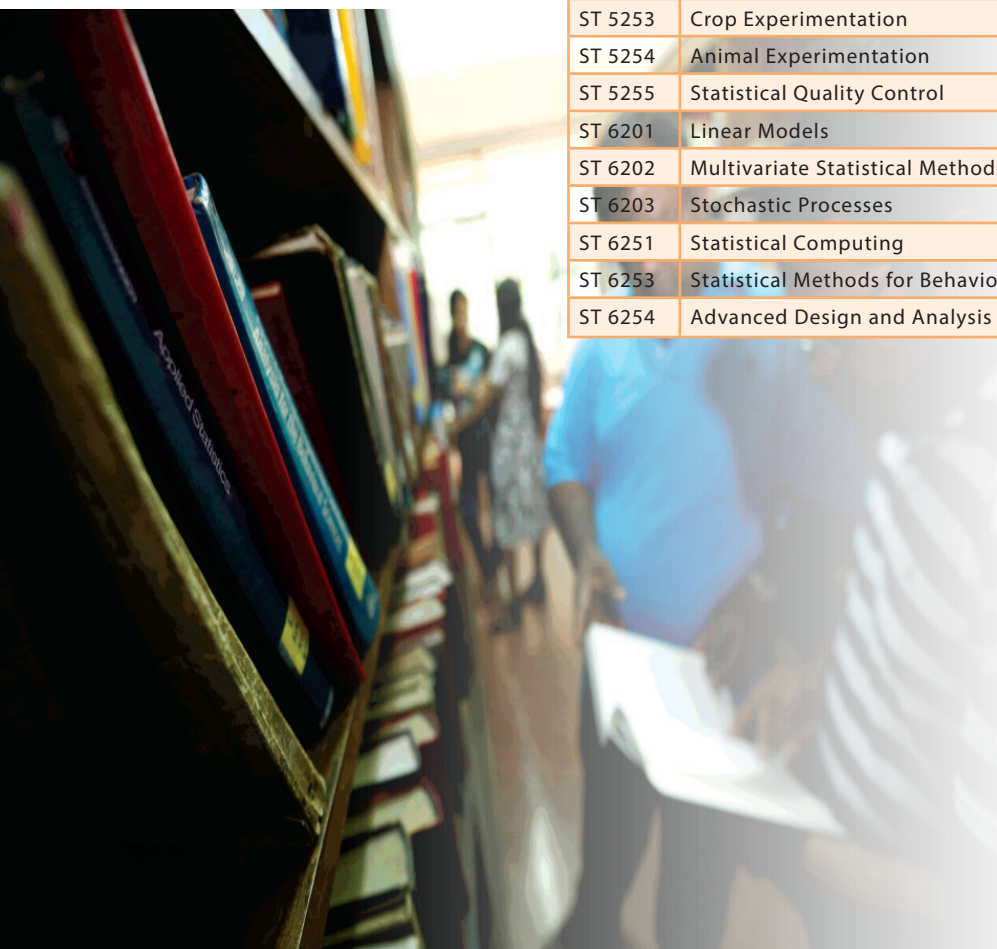 ST 5253 Crop Experimentation
ST 5254 Animal Experimentation
ST 5255 Statistical Quality Control
ST 6201 Linear Models
ST 6202 Multivariate Statistical Method
ST 6203 Stochastic Processes
ST 6251 Statistical Computing
ST 6253 Statistical Methods for Behavio
ST 6254 Advanced Design and Analysis
Applied Statistics